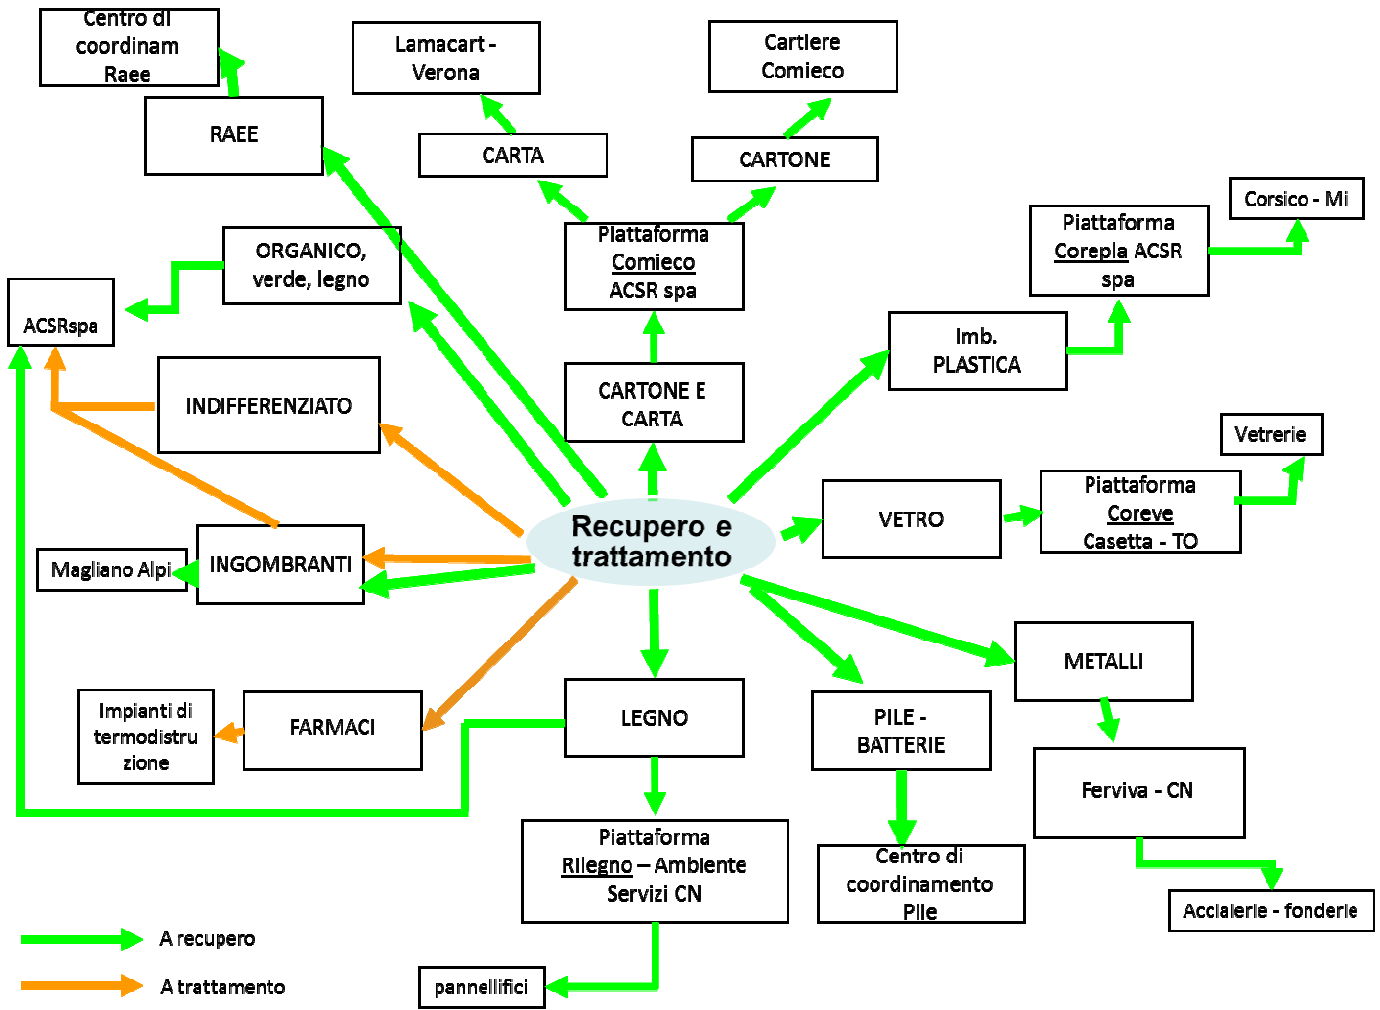 Centro di
coordinam
Raee
Lamacart -
Verona
Cartiere
Comieco
RAEE
CARTA
CARTONE
Corsico - Mi
Piattaforma
Corepla ACSR
spa
Piattaforma
Comieco
ACSR spa
ORGANICO,
verde, legno
ACSRspa
Imb.
PLASTICA
CARTONE E
CARTA
INDIFFERENZIATO
Vetrerie
Piattaforma
Coreve
Casetta - TO
VETRO
Recupero e
trattamento
INGOMBRANTI
Magliano Alpi
METALLI
Impianti di
termodistru
zione
FARMACI
LEGNO
PILE -
BATTERIE
Ferviva - CN
Piattaforma
Rilegno – Ambiente
Servizi CN
Centro di
coordinamento
Pile
Acciaierie - fonderie
A recupero
A trattamento
pannellifici